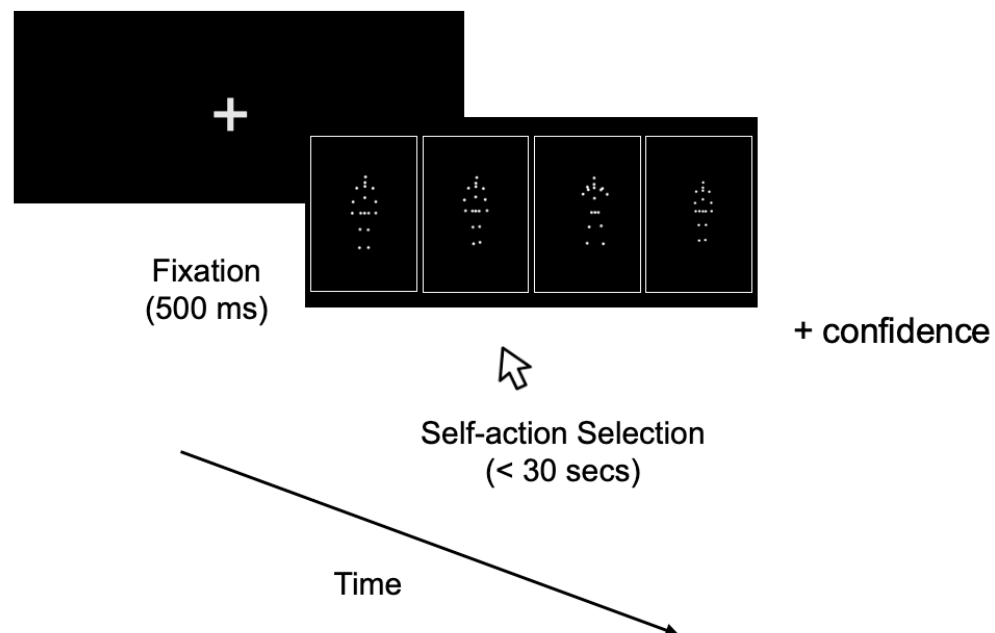 Fixation
(500 ms)
+ confidence
Self-action Selection
(< 30 secs)
Time